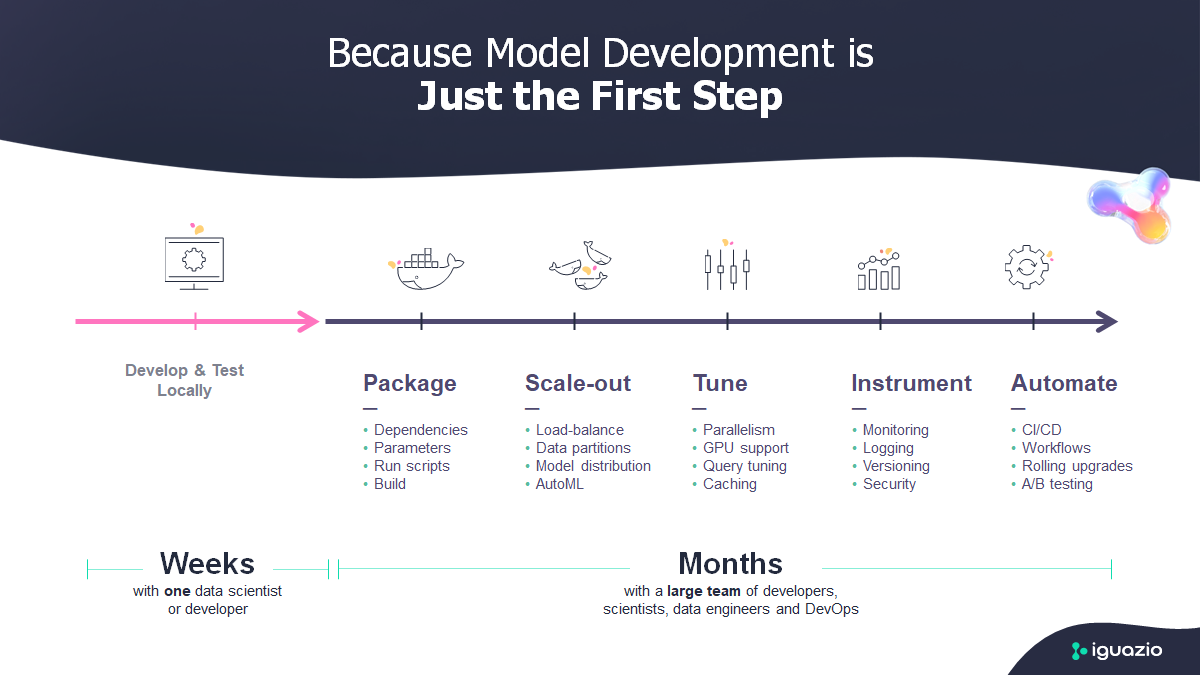 Because Model Development is
Just the First Step
Develop & Test
Locally
Package
• Dependencies
• Parameters
• Run scripts
• Build
Scale-out
• Load-balance
• Data partitions
• Model distribution
• AutoML
Tune
• Parallelism
• GPU support
• Query tuning
• Caching
Instrument
• Monitoring
• Logging
• Versioning
• Security
Automate
• CI/CD
• Workflows
• Rolling upgrades
• A/B testing
Weeks
with one data scientist
or developer
Months
with a large team of developers,
scientists, data engineers and DevOps
iguazio